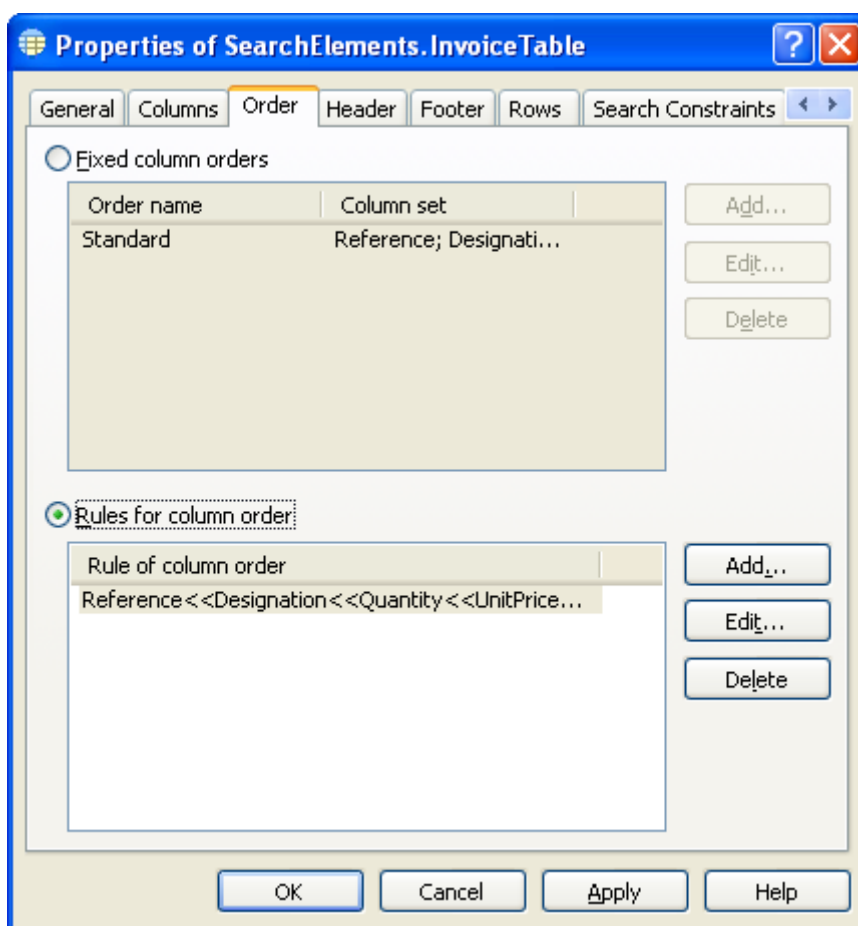 Properties of SearchElements.InvoiceTable ?
General Columns Order Header Footer Rows Search Constraints
Fixed column orders
Order name Column set
Standard Reference; Designati...
Add...
Edit...
Delete
Rules for column order
Rule of column order
Reference<<Designation<<Quantity<<UnitPrice...
Add...
Edit...
Delete
OK Cancel Apply Help